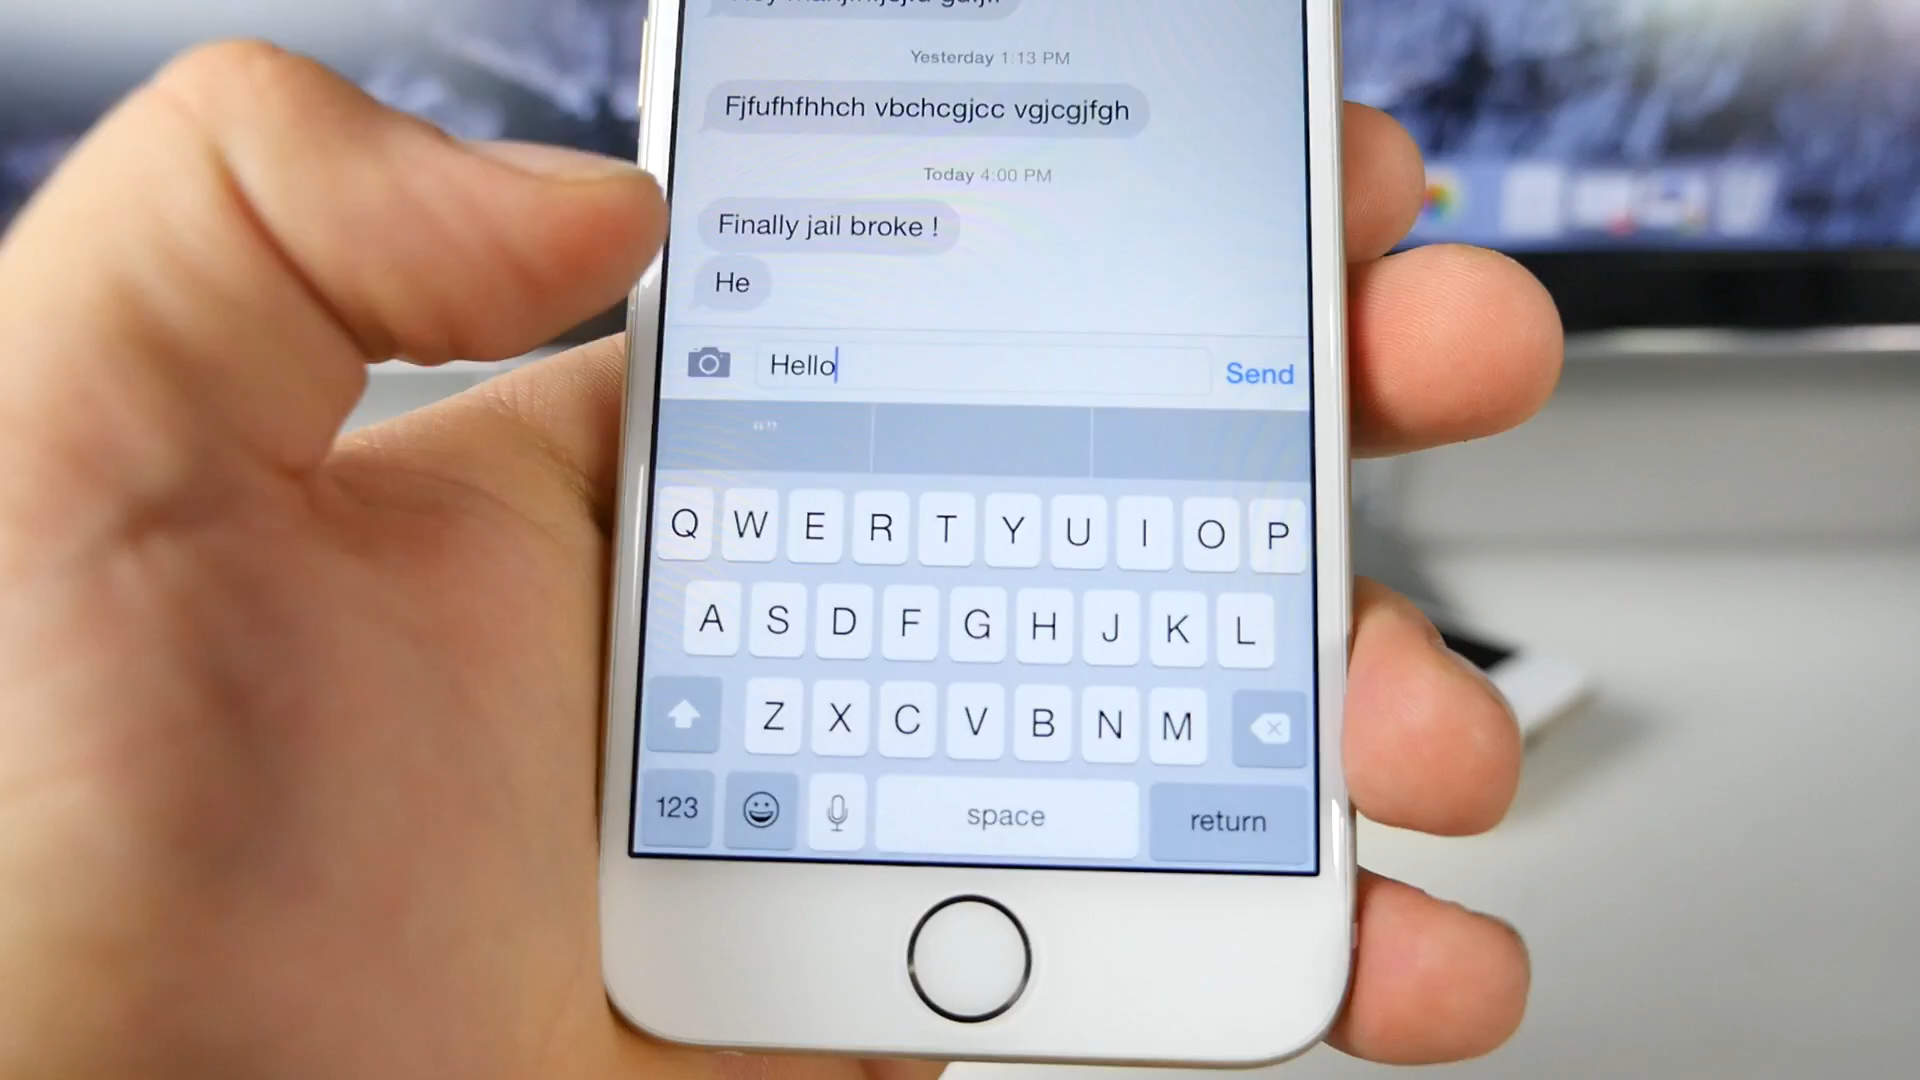 Yesterday 1:13 PM
Fjfufhfhhch vbchcgjcc vgjcgjfgh
Today 4:00 PM
Finally jail broke !
He
Hello
Send
“”
Q W E R T Y U I O P
A S D F G H J K L
Z X C V B N M
123
space
return